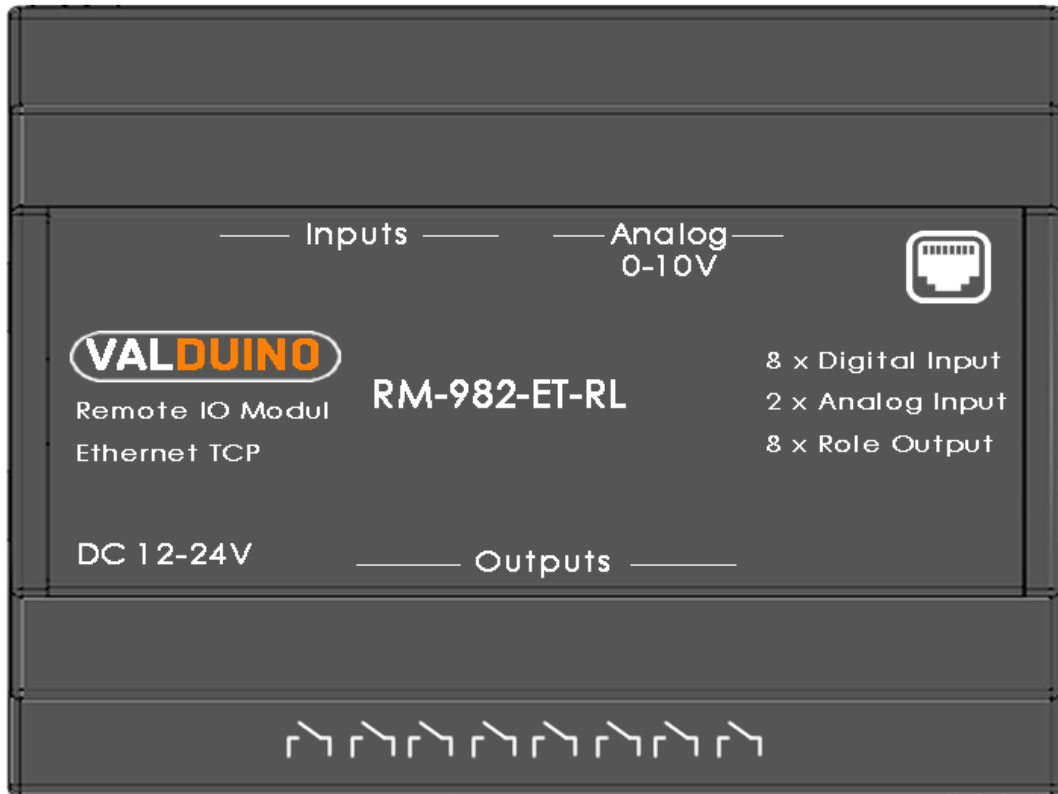 Inputs
Analog
0-10V
VALDUINO
Remote IO Modul
Ethernet TCP
RM-982-ET-RL
8 x Digital Input
2 x Analog Input
8 x Role Output
DC 12-24V
Outputs